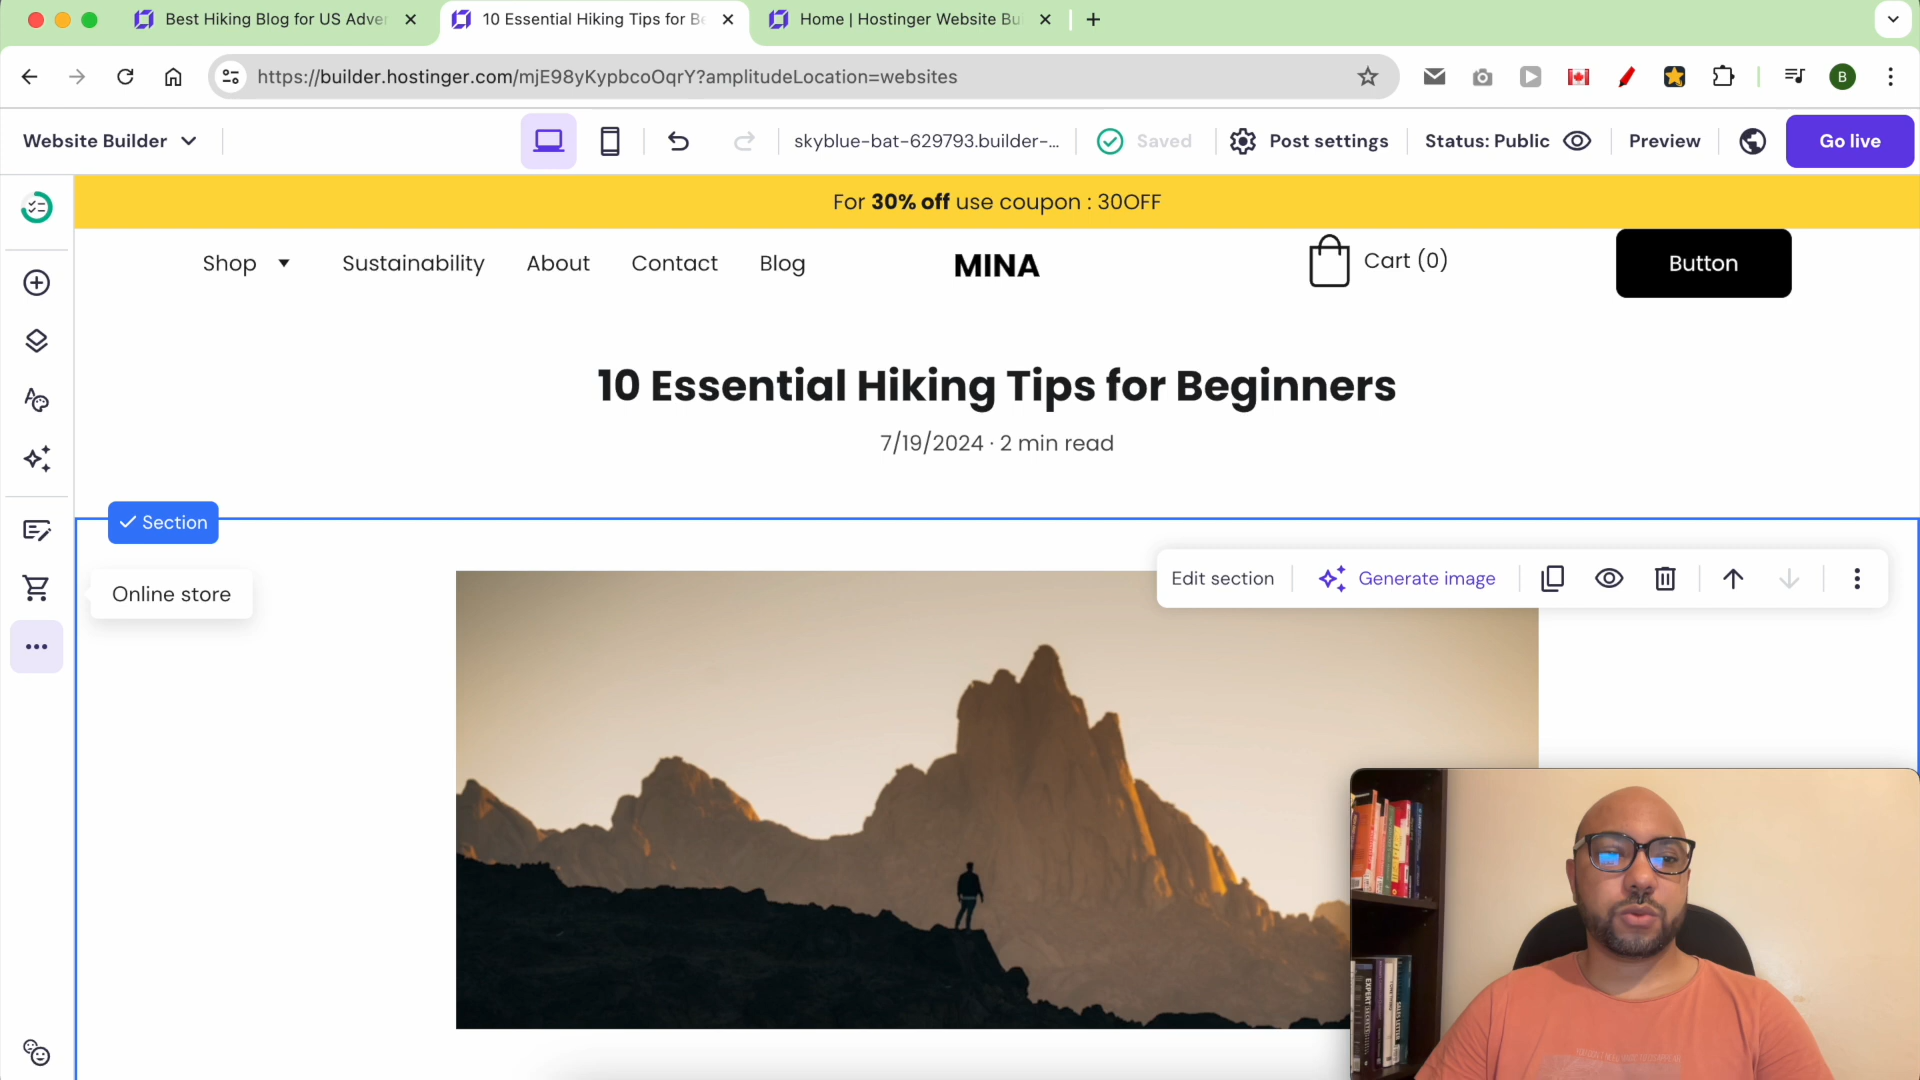 Best Hiking Blog for US Adve
10 Essential Hiking Tips for B
Home | Hostinger Website Bu
https://builder.hostinger.com/mjE98yKypbcoOqrY?amplitudeLocation=websites
B
Website Builder
skyblue-bat-629793.builder-...
Saved
Post settings
Status: Public
Preview
Go live
For 30% off use coupon : 30OFF
Shop
Sustainability
About
Contact
Blog
MINA
Cart (0)
Button
10 Essential Hiking Tips for Beginners
7/19/2024 · 2 min read
Section
Edit section
Generate image
Online store
EXPERT SECRETS